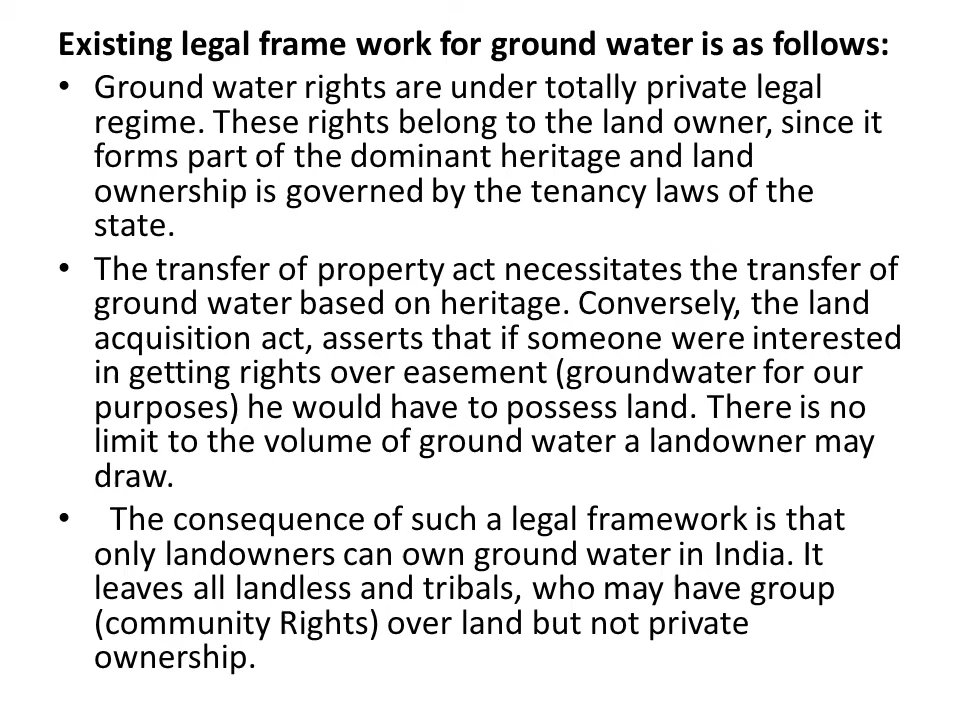 Existing legal frame work for ground water is as follows:
• Ground water rights are under totally private legal
regime. These rights belong to the land owner, since it
forms part of the dominant heritage and land
ownership is governed by the tenancy laws of the
state.
• The transfer of property act necessitates the transfer of
ground water based on heritage. Conversely, the land
acquisition act, asserts that if someone were interested
in getting rights over easement (groundwater for our
purposes) he would have to possess land. There is no
limit to the volume of ground water a landowner may
draw.
• The consequence of such a legal framework is that
only landowners can own ground water in India. It
leaves all landless and tribals, who may have group
(community Rights) over land but not private
ownership.